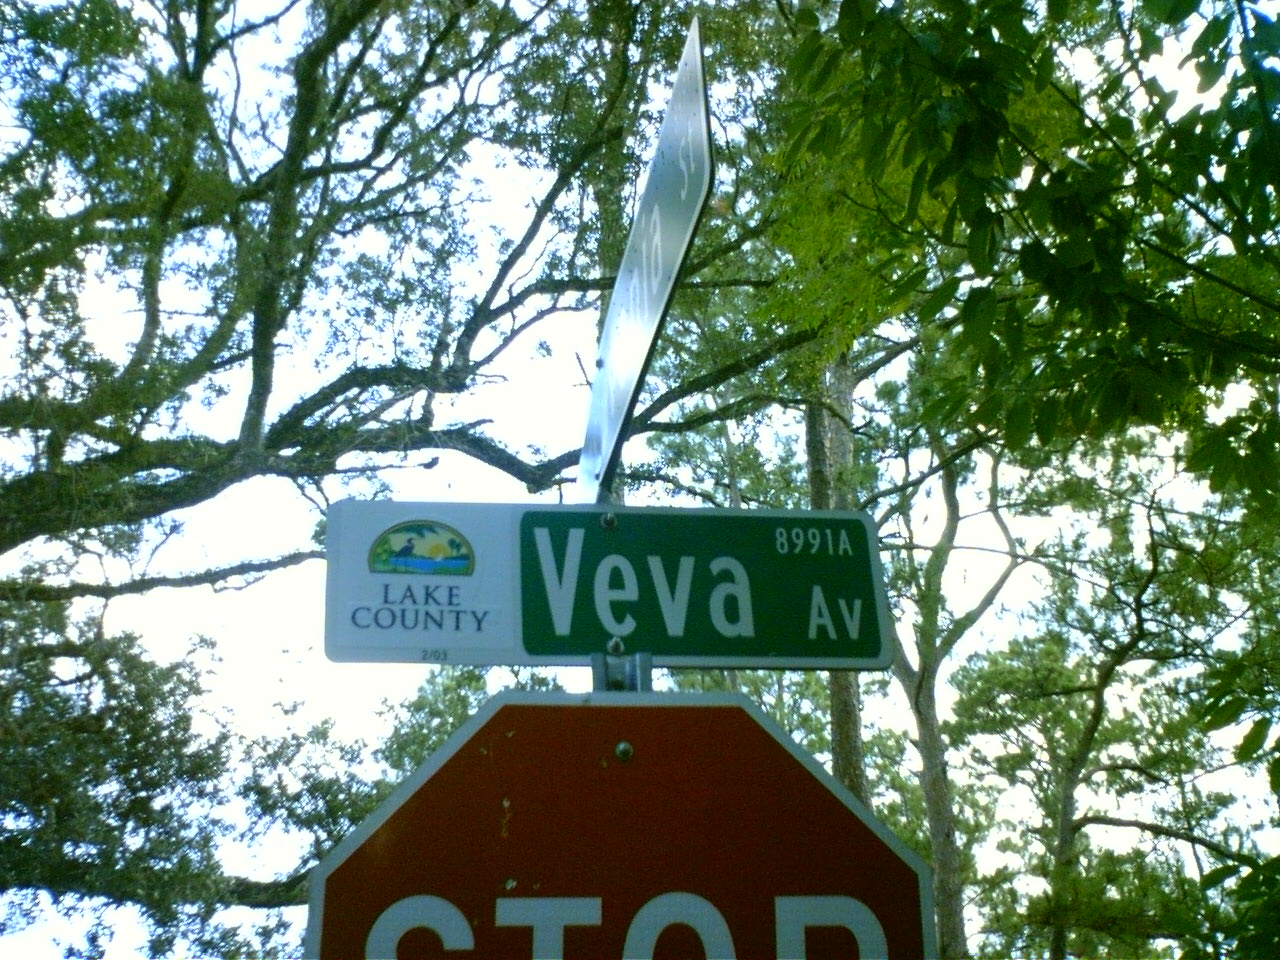 LAKE
COUNTY
2/03
Veva
8991A
Av
STOP